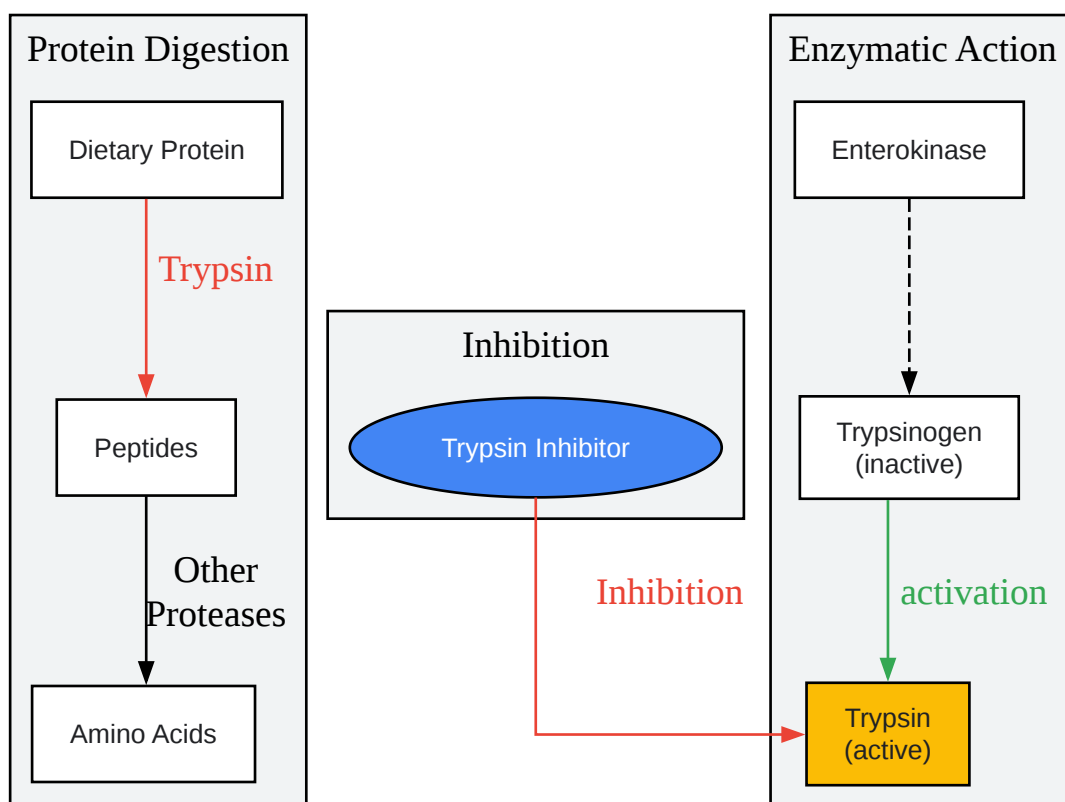 Protein Digestion
Dietary Protein
Trypsin
Peptides
Other
Proteases
Amino Acids
Inhibition
Trypsin Inhibitor
Inhibition
Enzymatic Action
Enterokinase
Trypsinogen
(inactive)
activation
Trypsin
(active)